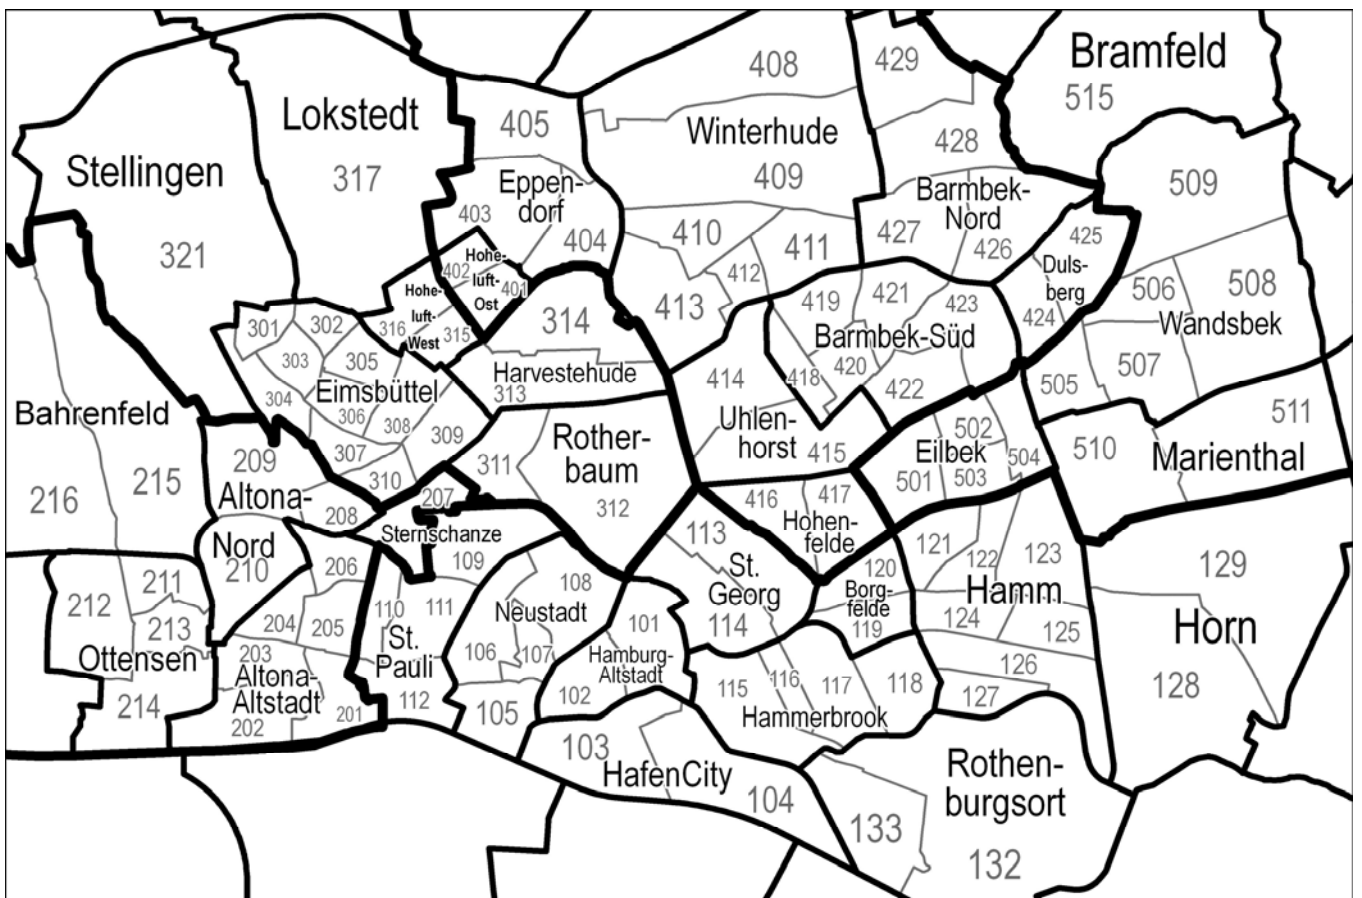 Bramfeld
515
408
429
Lokstedt
405
Winterhude
428
Stellingen
317
409
509
Eppen-
dorf
Barmbek-
Nord
403
404
410
411
427
426
425
321
402
Hohe-
luft-
Ost
401
412
Duls-
berg
506
508
Hohe-
luft-
West
316
315
314
413
419
421
423
424
Wandsbek
301
302
Barmbek-Süd
303
305
Harvestehude
313
414
418
420
422
505
507
Eimsbüttel
304
306
308
309
Bahrenfeld
Uhlen-
horst
415
502
511
307
Rother-
baum
Eilbek
504
510
Marienthal
209
311
501
503
215
310
216
Altona-
Nord
207
312
416
417
208
Sternschanze
113
Hohen-
felde
121
122
123
210
206
109
St.
Georg
120
129
211
108
Borg-
felde
Hamm
212
110
111
Neustadt
101
119
124
125
Horn
213
204
205
St.
Pauli
114
Ottensen
203
106
107
Hamburg-
Altstadt
126
Altona-
Altstadt
115
116
117
118
127
128
214
202
201
112
105
102
Hammerbrook
103
HafenCity
104
Rothen-
burgsort
133
132